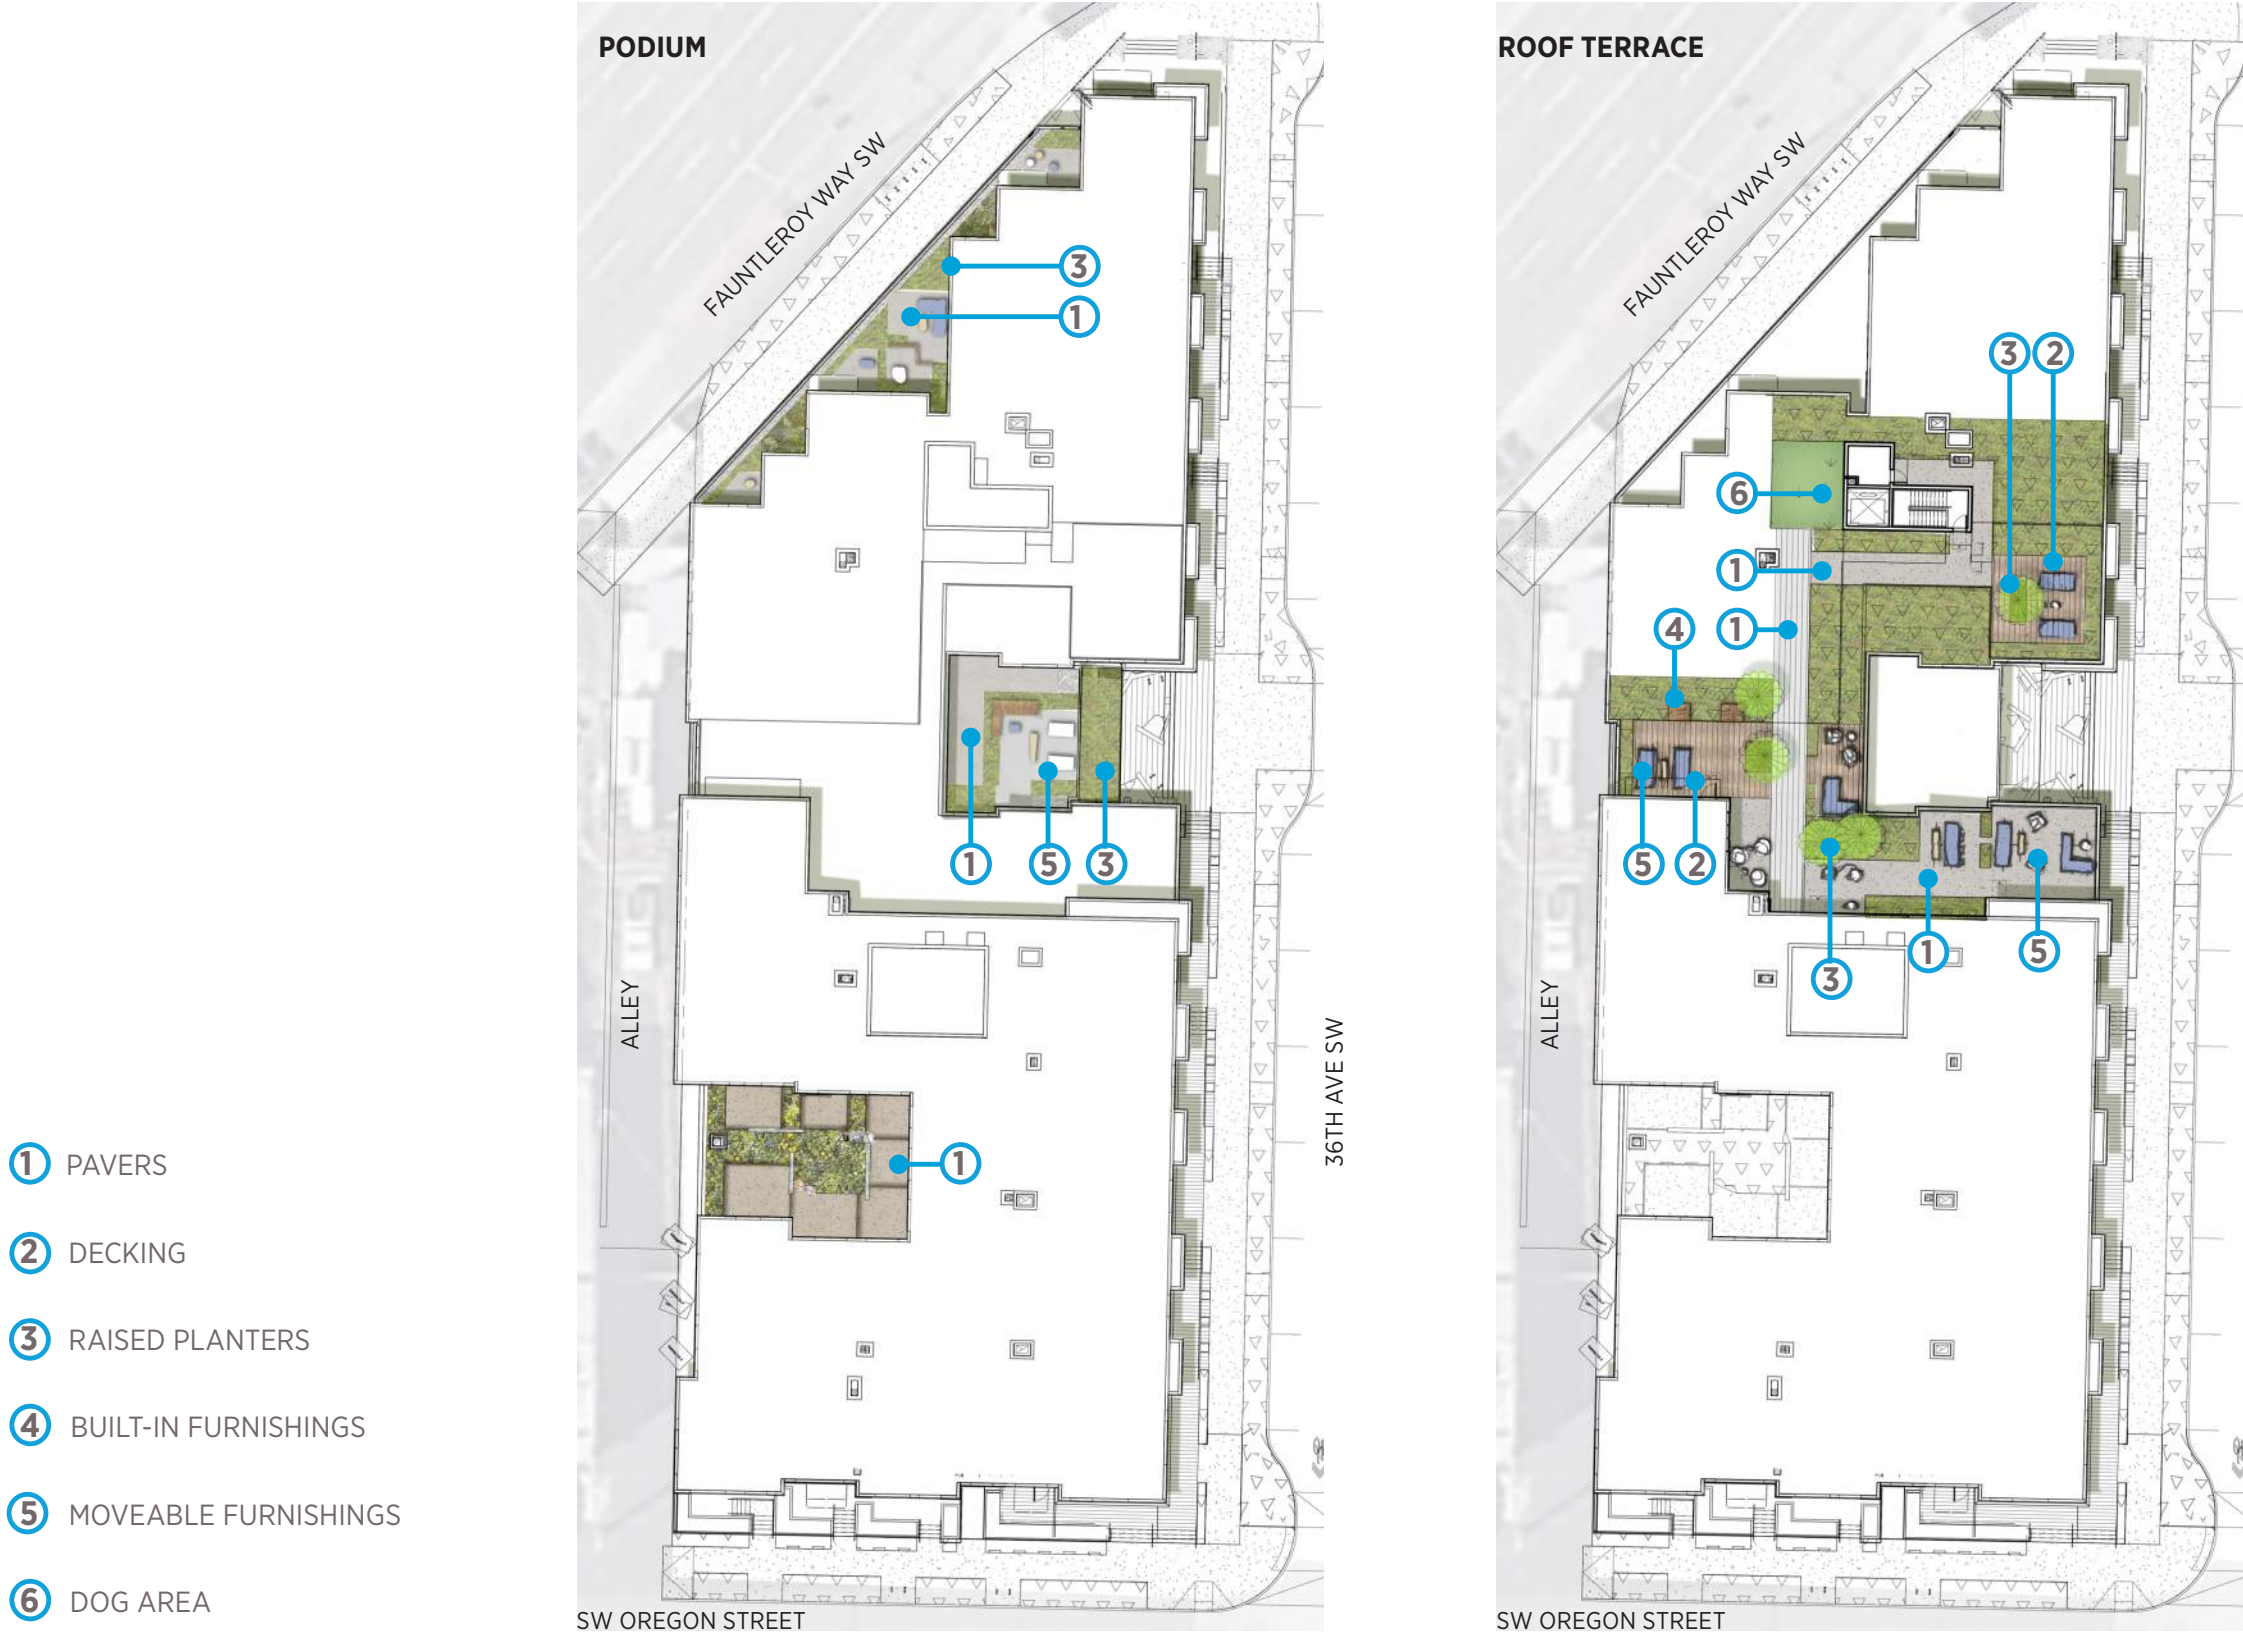 PODIUM
FAUNTLEROY WAY SW
3
1
1
5
3
1
ALLEY
36TH AVE SW
SW OREGON STREET
ROOF TERRACE
FAUNTLEROY WAY SW
3 2
6
1
4 1
5 2
3 1 5
ALLEY
SW OREGON STREET
1 PAVERS
2 DECKING
3 RAISED PLANTERS
4 BUILT-IN FURNISHINGS
5 MOVEABLE FURNISHINGS
6 DOG AREA